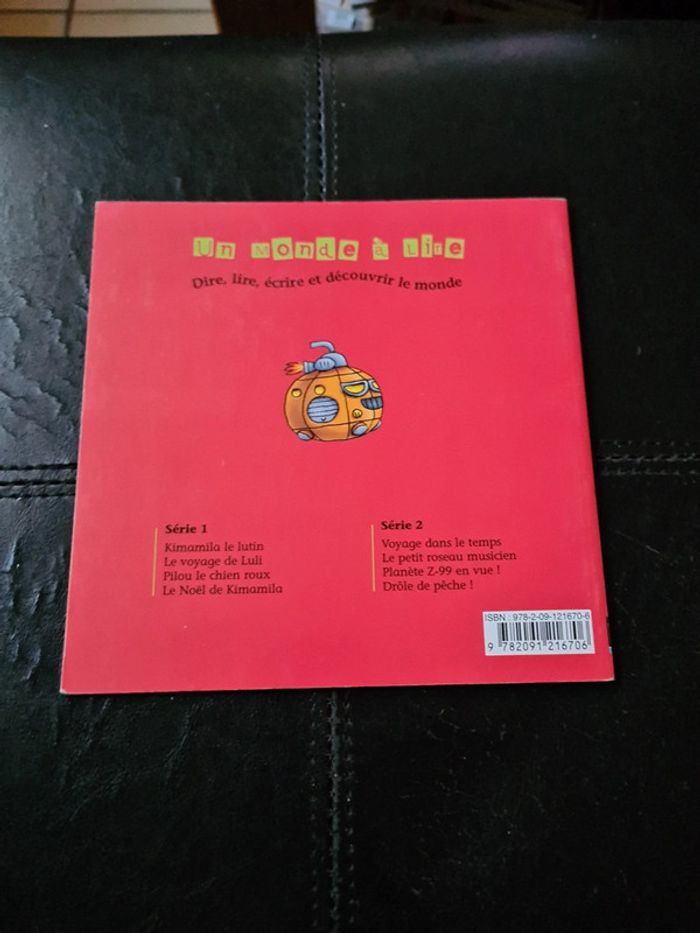 Un Monde à Lire
Dire, lire, écrire et découvrir le monde
Série 1
Kimamila le lutin
Le voyage de Luli
Pilou le chien roux
Le Noël de Kimamila
Série 2
Voyage dans le temps
Le petit roseau musicien
Planète Z-99 en vue !
Drôle de pêche !
ISBN : 978-2-09-121670-6
9 782091 216706